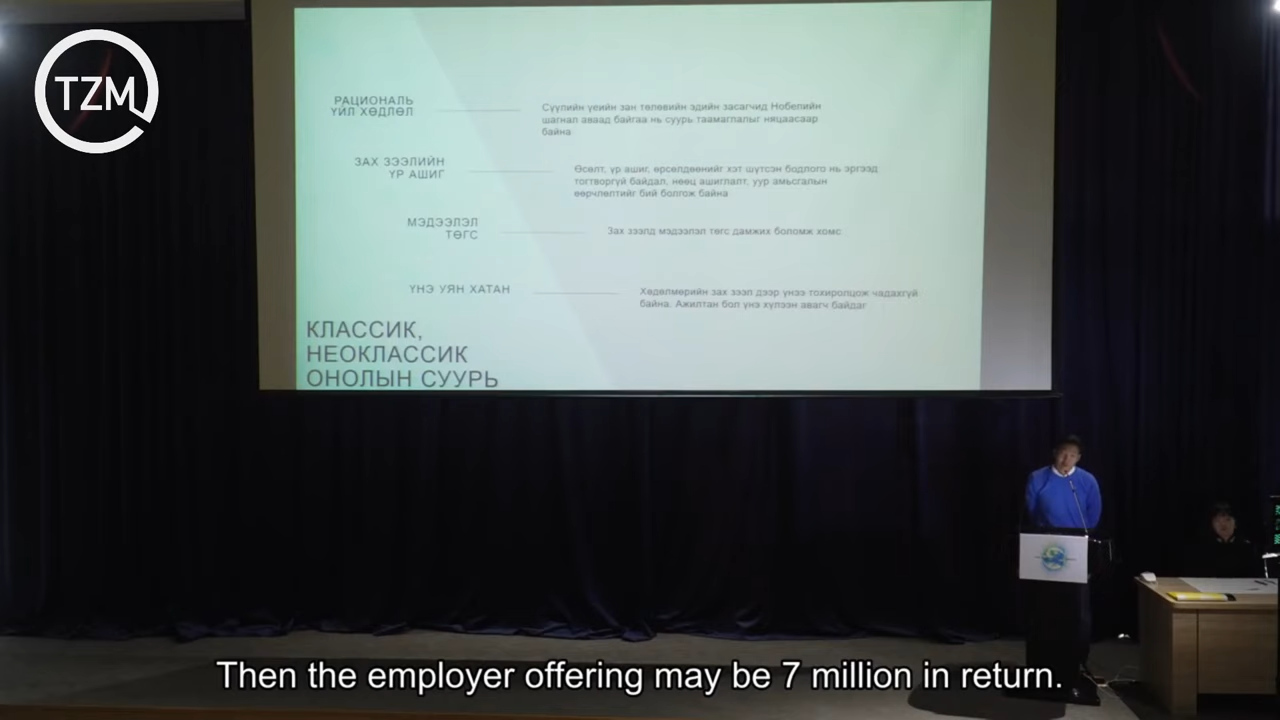 TZM
РАЦИОНАЛЬ
ҮЙЛ ХӨДЛӨЛ
Сүүлийн үеийн зан төлөвийн эдийн засагчид Нобелийн
шагнал аваад байгаа нь суурь таамаглалыг няцаасаар
байна
ЗАХ ЗЭЭЛИЙН
ҮР АШИГ
Өсөлт, үр ашиг, өрсөлдөөнийг хэт шүтсэн бодлого нь эргээд
тогтворгүй байдал, нөөц ашиглалт, уур амьсгалын
өөрчлөлтийг бий болгож байна
МЭДЭЭЛЭЛ
ТӨГС
Зах зээлд мэдээлэл төгс дамжих боломж хомс
ҮНЭ УЯН ХАТАН
Хөдөлмөрийн зах зээл дээр үнээ тохиролцож чадахгүй
байна. Ажилтан бол үнэ хүлээн авагч байдаг
КЛАССИК,
НЕОКЛАССИК
ОНОЛЫН СУУРЬ
Then the employer offering may be 7 million in return.